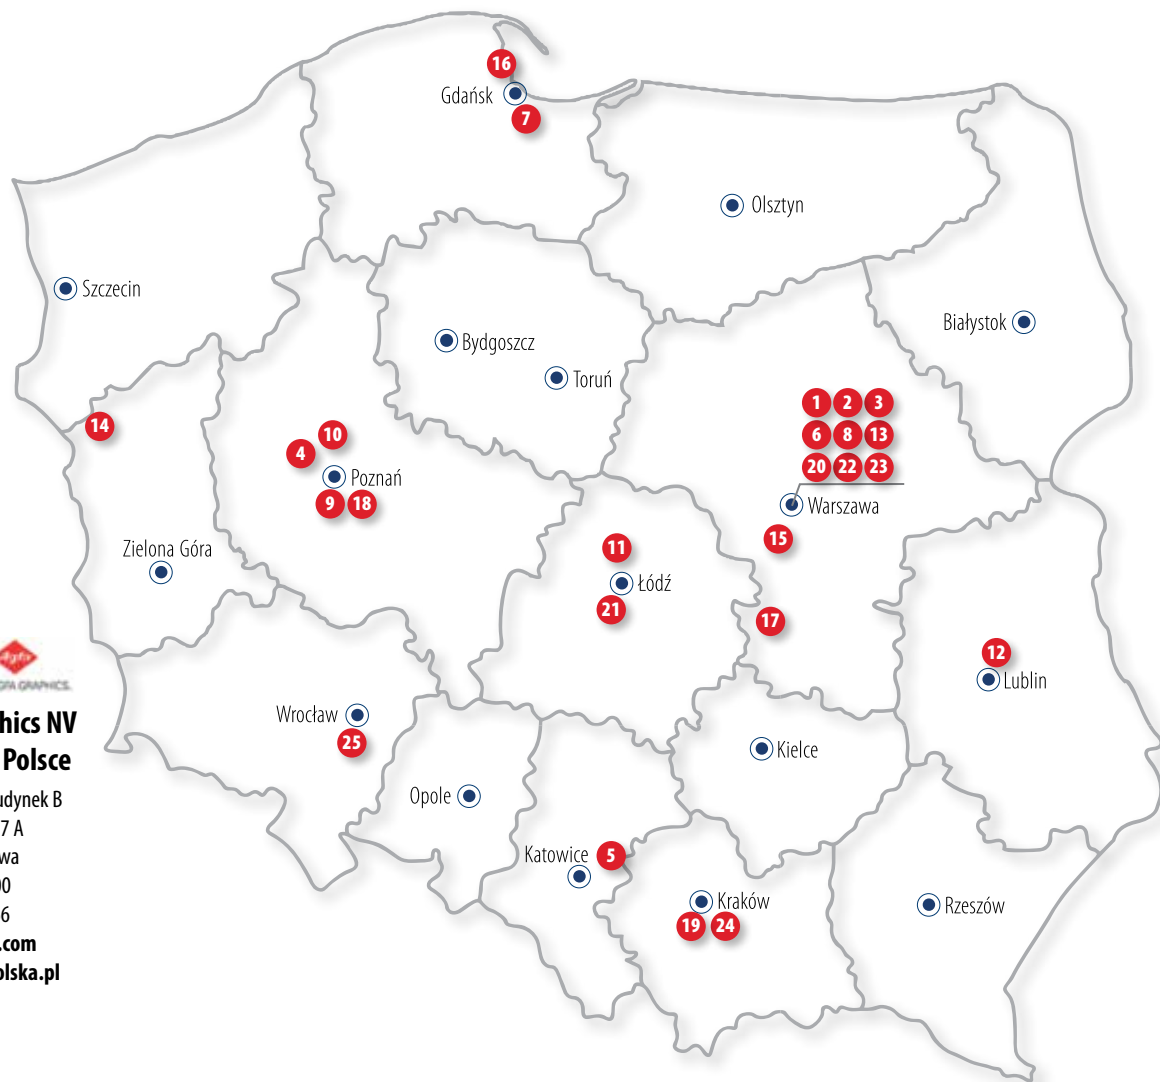 16
Gdańsk
7
Olsztyn
Szczecin
Białystok
Bydgoszcz
Toruń
1 2 3
14
10
6 8 13
4
20 22 23
Poznań
9 18
Warszawa
15
11
Zielona Góra
Łódź
21
17
12
Lublin
GRAPHICS.
hics NV
Polsce
Wrocław
25
Kielce
udynek B
Opole
7 A
wa
Katowice 5
00
6
Kraków
Rzeszów
19 24
.com
olska.pl